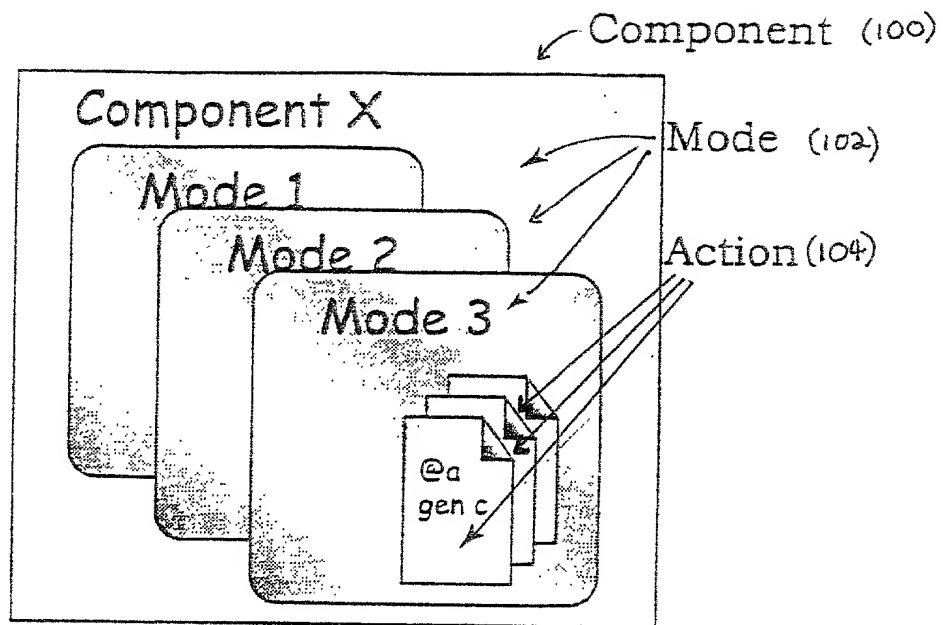 Component (100)
Component X
Mode (102)
Mode 1
Action (104)
Mode 2
Mode 3
@a
gen c